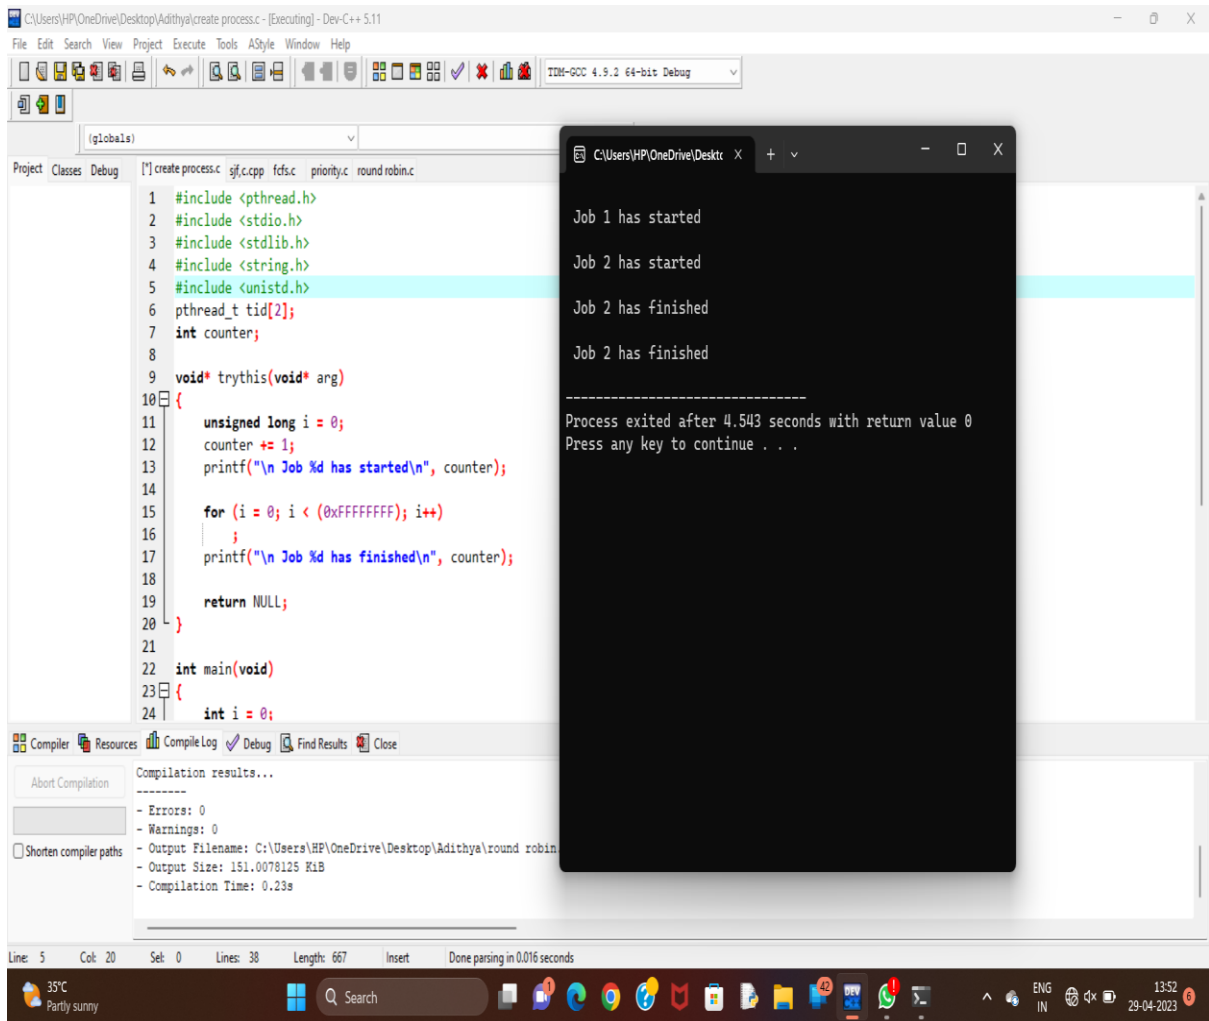 C:\Users\HP\OneDrive\Desktop\Adithya\create process.c - [Executing] - Dev-C++ 5.11
File Edit Search View Project Execute Tools AStyle Window Help
TDM-GCC 4.9.2 64-bit Debug
(globals)
Project Classes Debug
[*] create process.c sjf,c.cpp fcfs.c priority.c round robin.c
1 #include <pthread.h>
2 #include <stdio.h>
3 #include <stdlib.h>
4 #include <string.h>
5 #include <unistd.h>
6 pthread_t tid[2];
7 int counter;
8
9 void* trythis(void* arg)
10 {
11 unsigned long i = 0;
12 counter += 1;
13 printf("\n Job %d has started\n", counter);
14
15 for (i = 0; i < (0xFFFFFFFF); i++)
16 ;
17 printf("\n Job %d has finished\n", counter);
18
19 return NULL;
20 }
21
22 int main(void)
23 {
24 int i = 0;
C:\Users\HP\OneDrive\Desktc
Job 1 has started
Job 2 has started
Job 2 has finished
Job 2 has finished
--------------------------------
Process exited after 4.543 seconds with return value 0
Press any key to continue . . .
Compiler Resources Compile Log Debug Find Results Close
Abort Compilation
Shorten compiler paths
Compilation results...
--------
- Errors: 0
- Warnings: 0
- Output Filename: C:\Users\HP\OneDrive\Desktop\Adithya\round robin
- Output Size: 151.0078125 KiB
- Compilation Time: 0.23s
Line: 5 Col: 20 Sel: 0 Lines: 38 Length: 667 Insert Done parsing in 0.016 seconds
35°C
Partly sunny
Search
1
42
DEV
ENG
IN
13:52
29-04-2023
6